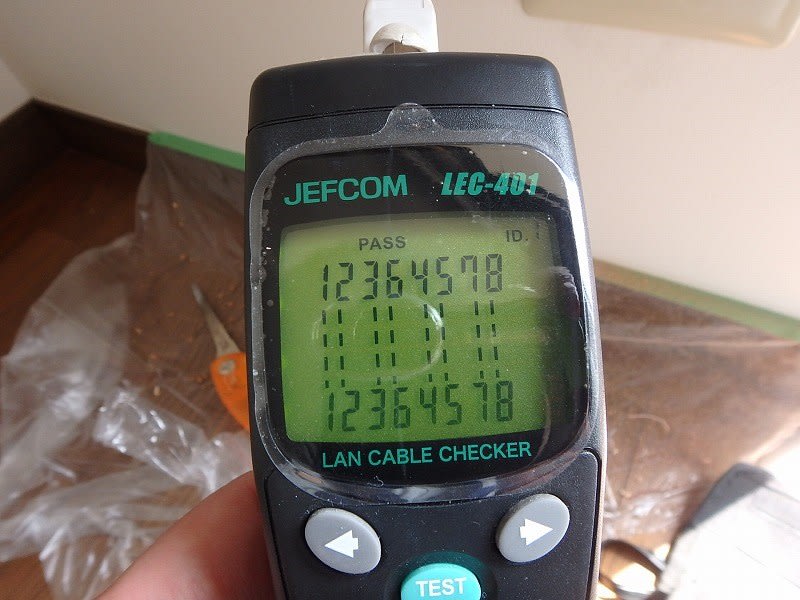 JEFCOM LEC-401
PASS ID. 1
12364578
12364578
LAN CABLE CHECKER
TEST